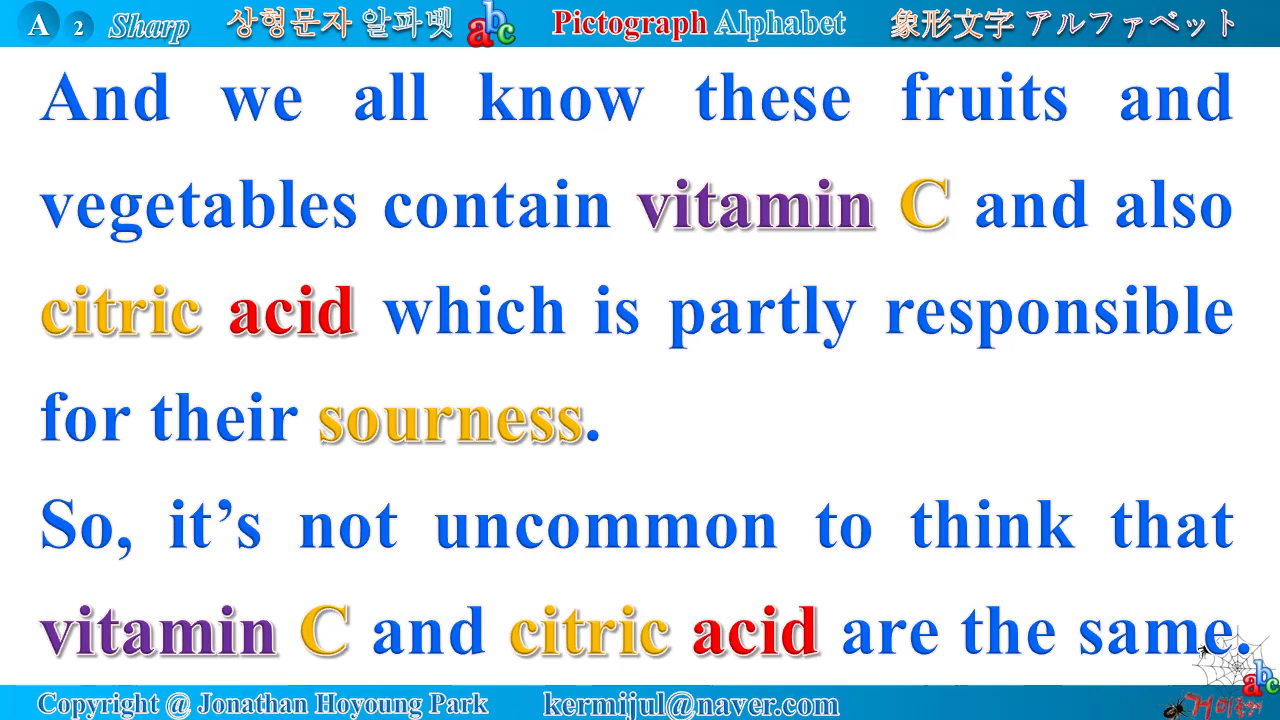 A 2 Sharp 상형문자 알파벳 abc Pictograph Alphabet 象形文字 アルファベット
And we all know these fruits and
vegetables contain vitamin C and also
citric acid which is partly responsible
for their sourness.
So, it’s not uncommon to think that
vitamin C and citric acid are the same.
abc
Copyright @ Jonathan Hoyoung Park kermijul@naver.com